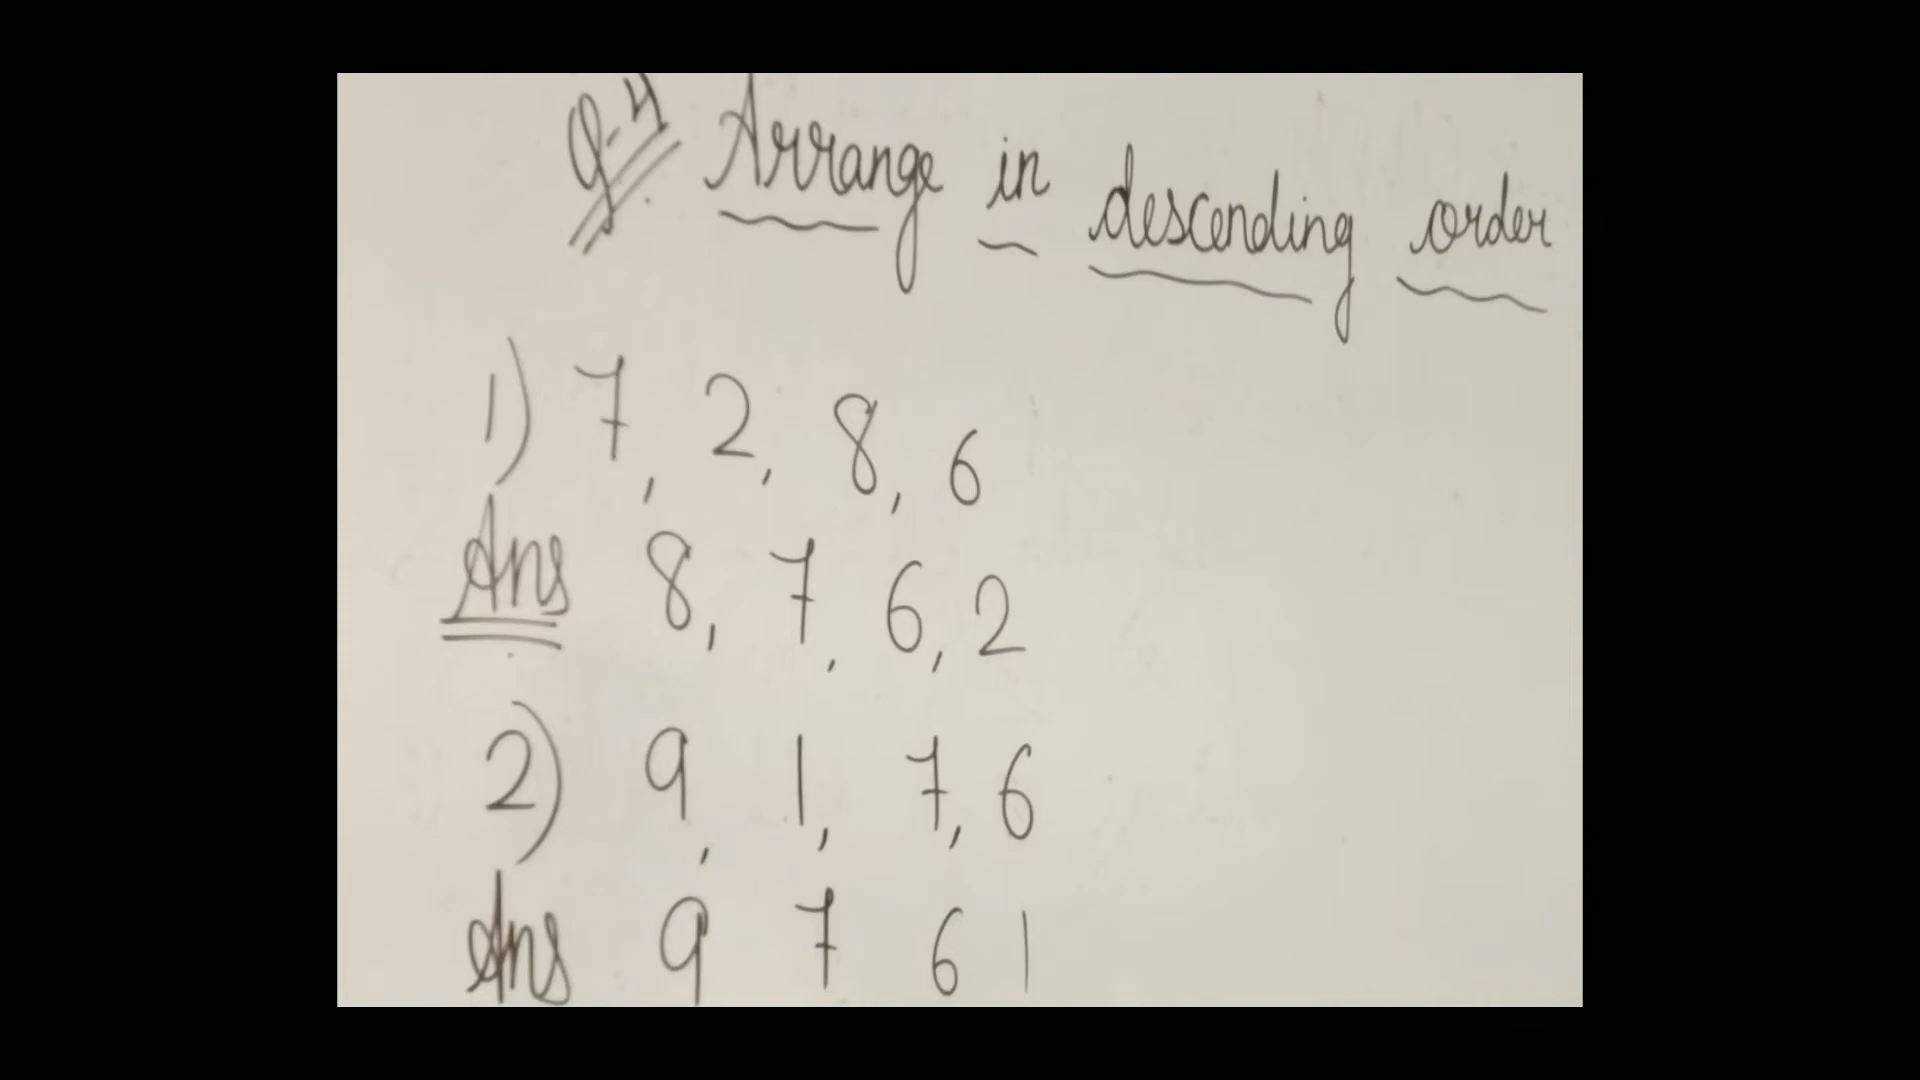 Q.4 Arrange in descending order
1) 7, 2, 8, 6
Ans 8, 7, 6, 2
2) 9, 1, 7, 6
Ans 9 7 6 1